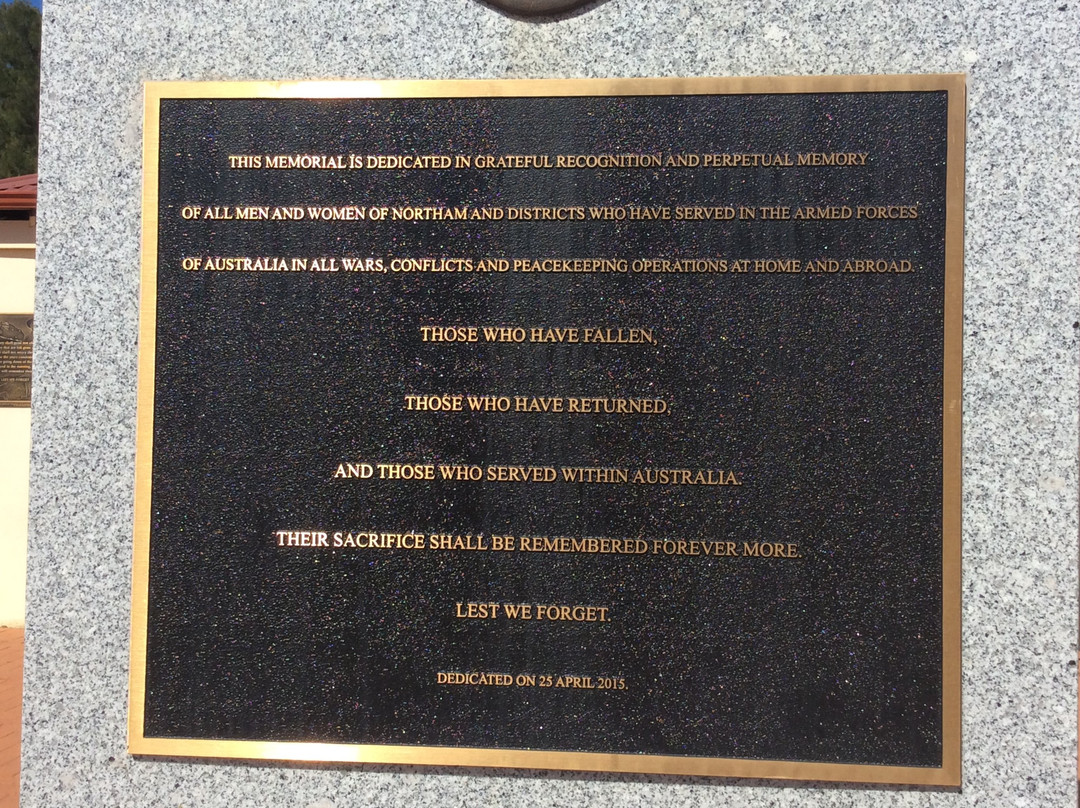 THIS MEMORIAL IS DEDICATED IN GRATEFUL RECOGNITION AND PERPETUAL MEMORY
OF ALL MEN AND WOMEN OF NORTHAM AND DISTRICTS WHO HAVE SERVED IN THE ARMED FORCES
OF AUSTRALIA IN ALL WARS, CONFLICTS AND PEACEKEEPING OPERATIONS AT HOME AND ABROAD.
THOSE WHO HAVE FALLEN,
THOSE WHO HAVE RETURNED,
AND THOSE WHO SERVED WITHIN AUSTRALIA.
THEIR SACRIFICE SHALL BE REMEMBERED FOREVER MORE.
LEST WE FORGET.
DEDICATED ON 25 APRIL 2015.